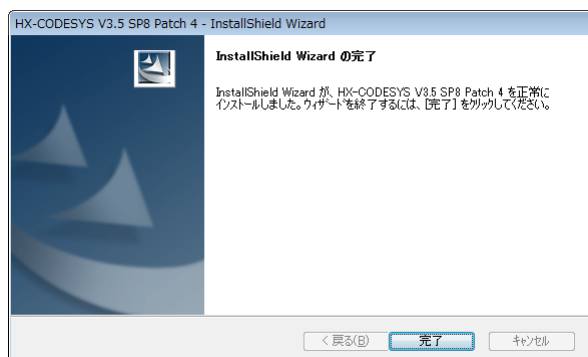 HX-CODESYS V3.5 SP8 Patch 4 - InstallShield Wizard
InstallShield Wizard の完了
InstallShield Wizard が、HX-CODESYS V3.5 SP8 Patch 4 を正常に
インストールしました。ウィザードを終了するには、[完了] をクリックしてください。
< 戻る(B)
完了
キャンセル